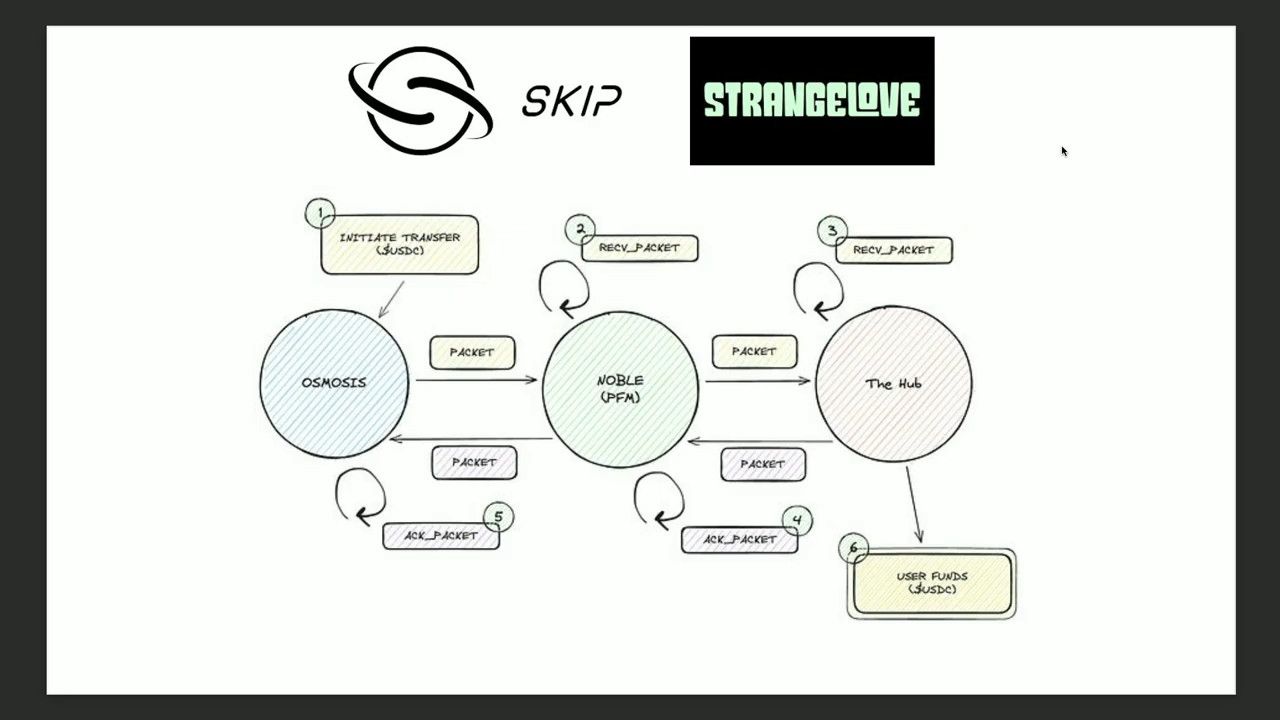 SKIP
STRANGELOVE
1
INITIATE TRANSFER
($USDC)
2
RECV_PACKET
3
RECV_PACKET
OSMOSIS
PACKET
NOBLE
(PFM)
PACKET
The Hub
PACKET
PACKET
5
ACK_PACKET
4
ACK_PACKET
6
USER FUNDS
($USDC)